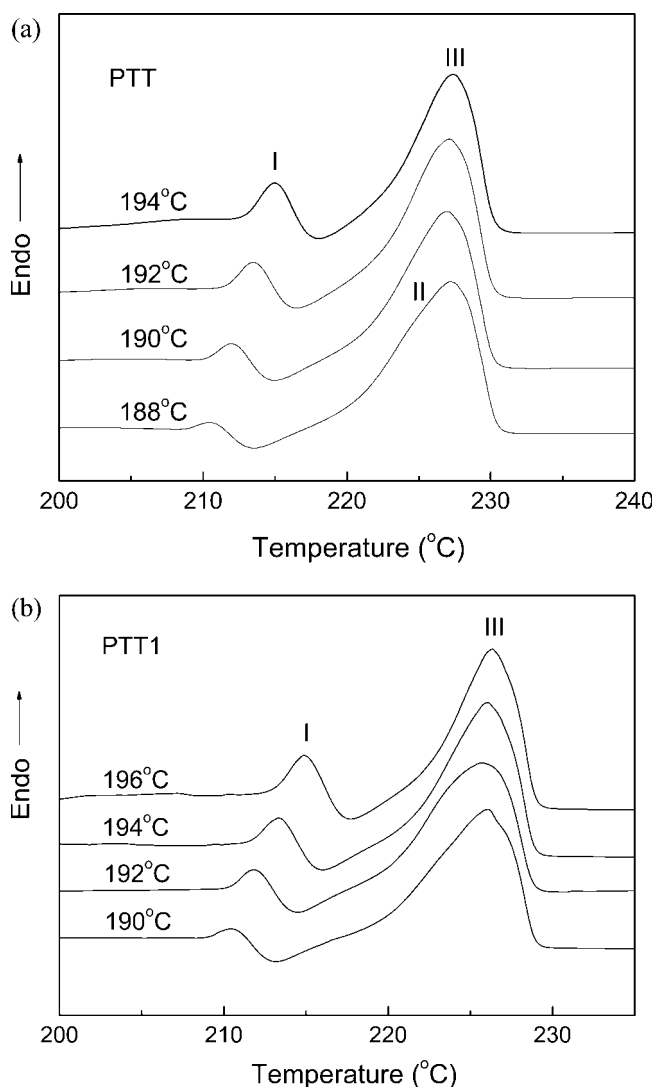 (a)
PTT
III
I
194°C
192°C
190°C
II
188°C
Endo
200 210 220 230 240
Temperature (°C)
(b)
PTT1
III
I
196°C
194°C
192°C
190°C
Endo
200 210 220 230
Temperature (°C)